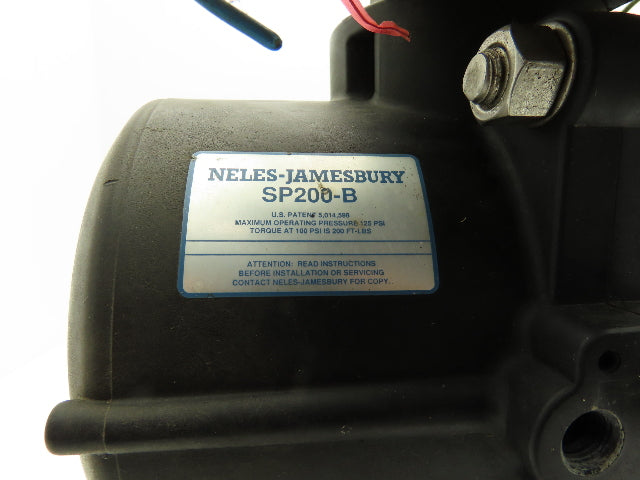 NELES-JAMESBURY
SP200-B
U.S. PATENT 5,014,598
MAXIMUM OPERATING PRESSURE 125 PSI
TORQUE AT 100 PSI IS 200 FT-LBS
ATTENTION: READ INSTRUCTIONS
BEFORE INSTALLATION OR SERVICING
CONTACT NELES-JAMESBURY FOR COPY.